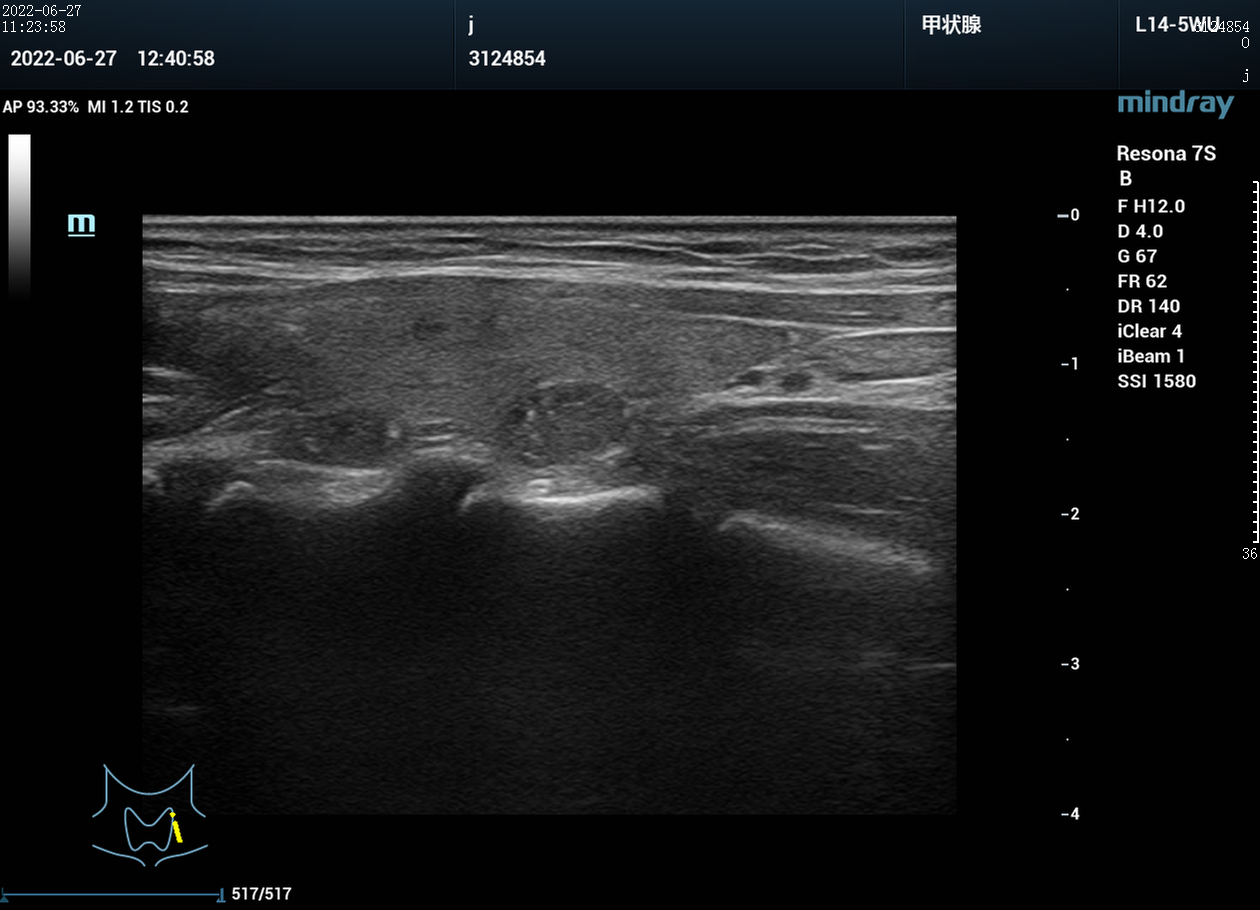 2022-06-27
11:23:58
j
甲状腺
L14-5WU
3124854
0
2022-06-27 12:40:58
3124854
j
AP 93.33% MI 1.2 TIS 0.2
mindray
Resona 7S
B
m
F H12.0
D 4.0
G 67
FR 62
DR 140
iClear 4
iBeam 1
SSI 1580
0
-1
-2
36
-3
-4
517/517